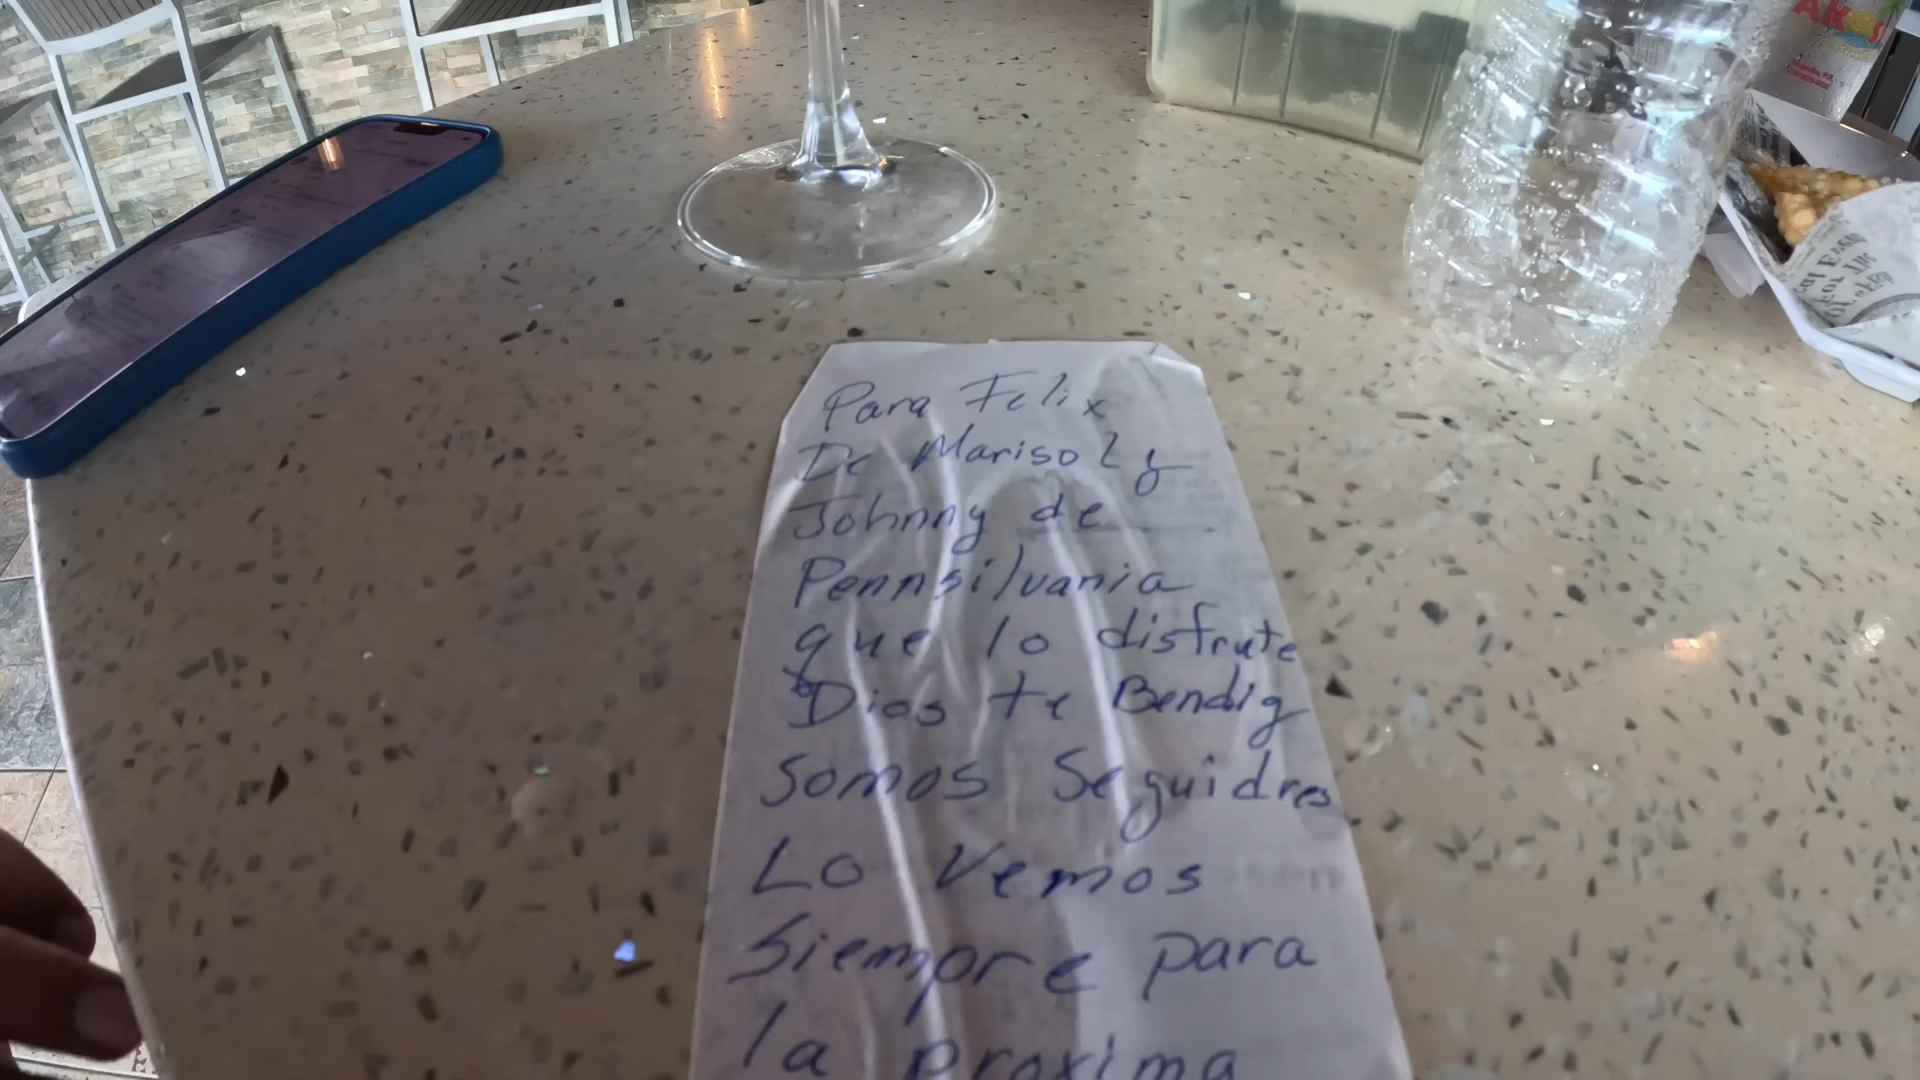 Para Felix
De Marisol y
Johnny de
Pennsilvania
que lo disfrute
Dios te Bendig
Somos Seguidres
Lo Vemos
Siempre para
la proxima